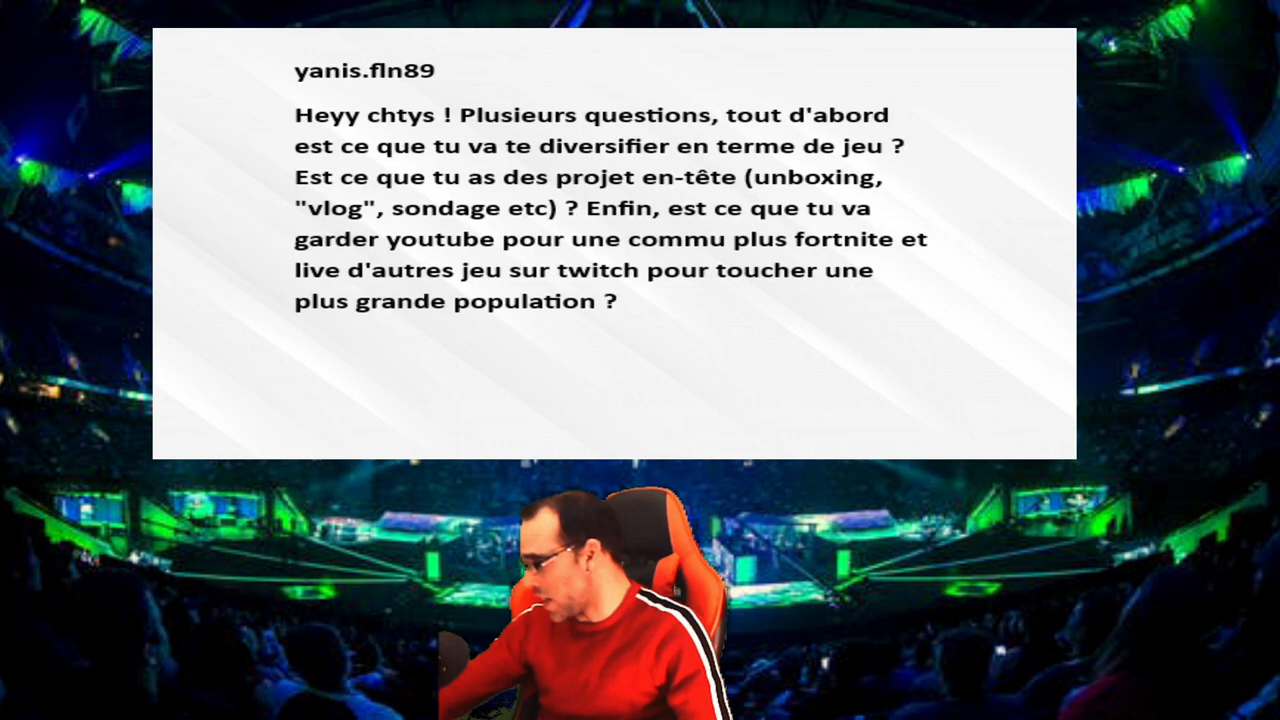 yanis.fln89
Heyy chtys ! Plusieurs questions, tout d'abord
est ce que tu va te diversifier en terme de jeu ?
Est ce que tu as des projet en-tête (unboxing,
"vlog", sondage etc) ? Enfin, est ce que tu va
garder youtube pour une commu plus fortnite et
live d'autres jeu sur twitch pour toucher une
plus grande population ?